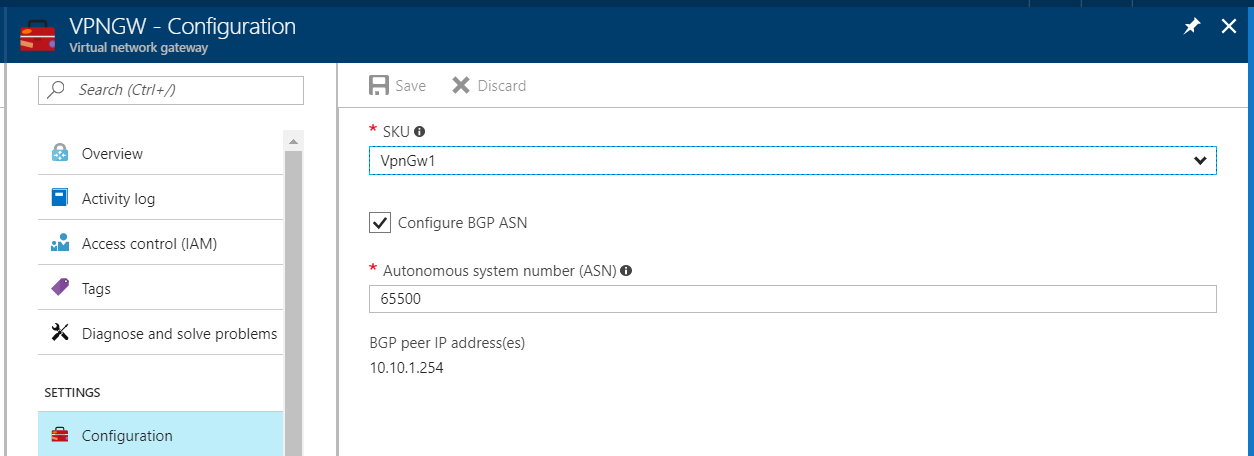 VPNGW - Configuration
Virtual network gateway
Search (Ctrl+/)
Overview
Activity log
Access control (IAM)
Tags
Diagnose and solve problems
SETTINGS
Configuration
Save
Discard
* SKU
VpnGw1
Configure BGP ASN
* Autonomous system number (ASN)
65500
BGP peer IP address(es)
10.10.1.254